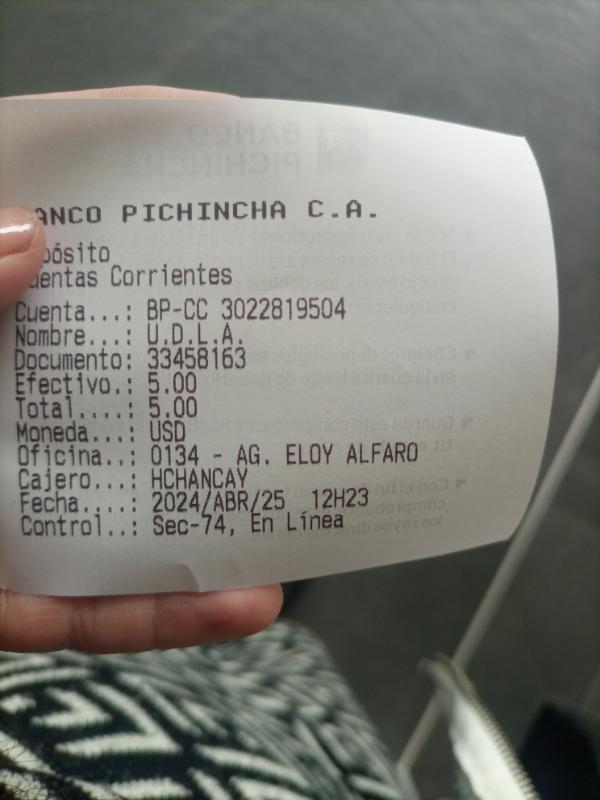 ANCO PICHINCHA C.A.
pósito
uentas Corrientes
Cuenta...: BP-CC 3022819504
Nombre...: U.D.L.A.
Documento: 33458163
Efectivo.: 5.00
Total....: 5.00
Moneda...: USD
Oficina..: 0134 - AG. ELOY ALFARO
Cajero...: HCHANCAY
Fecha....: 2024/ABR/25 12H23
Control..: Sec-74, En Línea